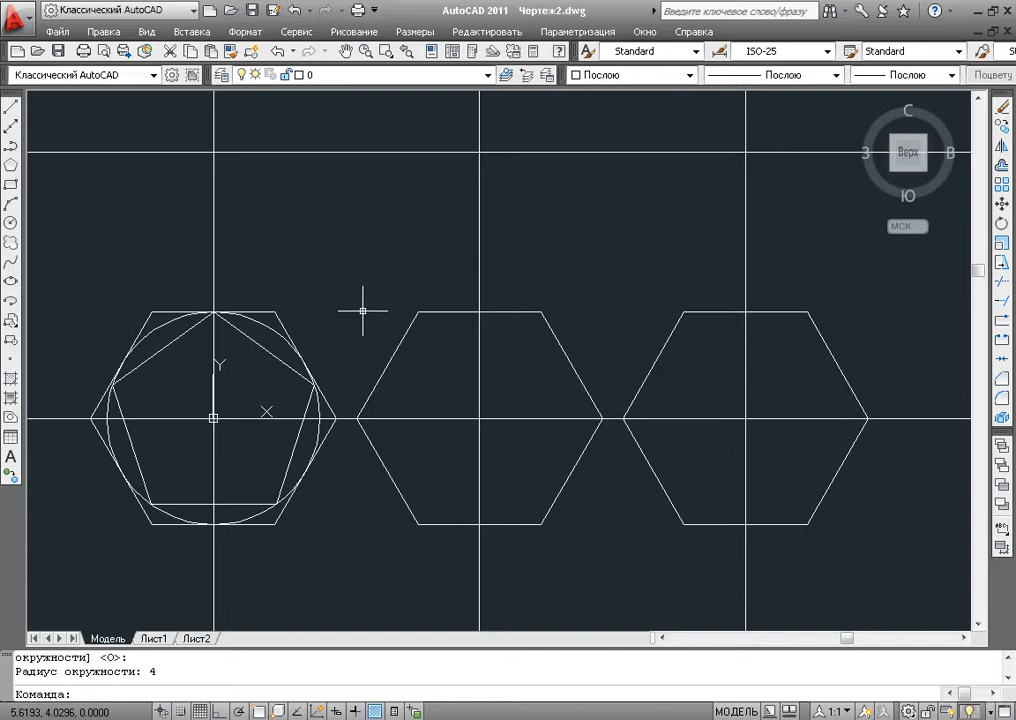 Классический AutoCAD
AutoCAD 2011 Чертеж2.dwg
Введите ключевое слово/фразу
Файл Правка Вид Вставка Формат Сервис Рисование Размеры Редактировать Параметризация Окно Справка
Standard ISO-25 Standard
Классический AutoCAD 0 Послою Послою Послою Поцвету
С
З Верх В
Ю
МСК
Y
X
Модель Лист1 Лист2
окружности] <О>:
Радиус окружности: 4
Команда:
5.6193, 4.0296, 0.0000 МОДЕЛЬ 1:1